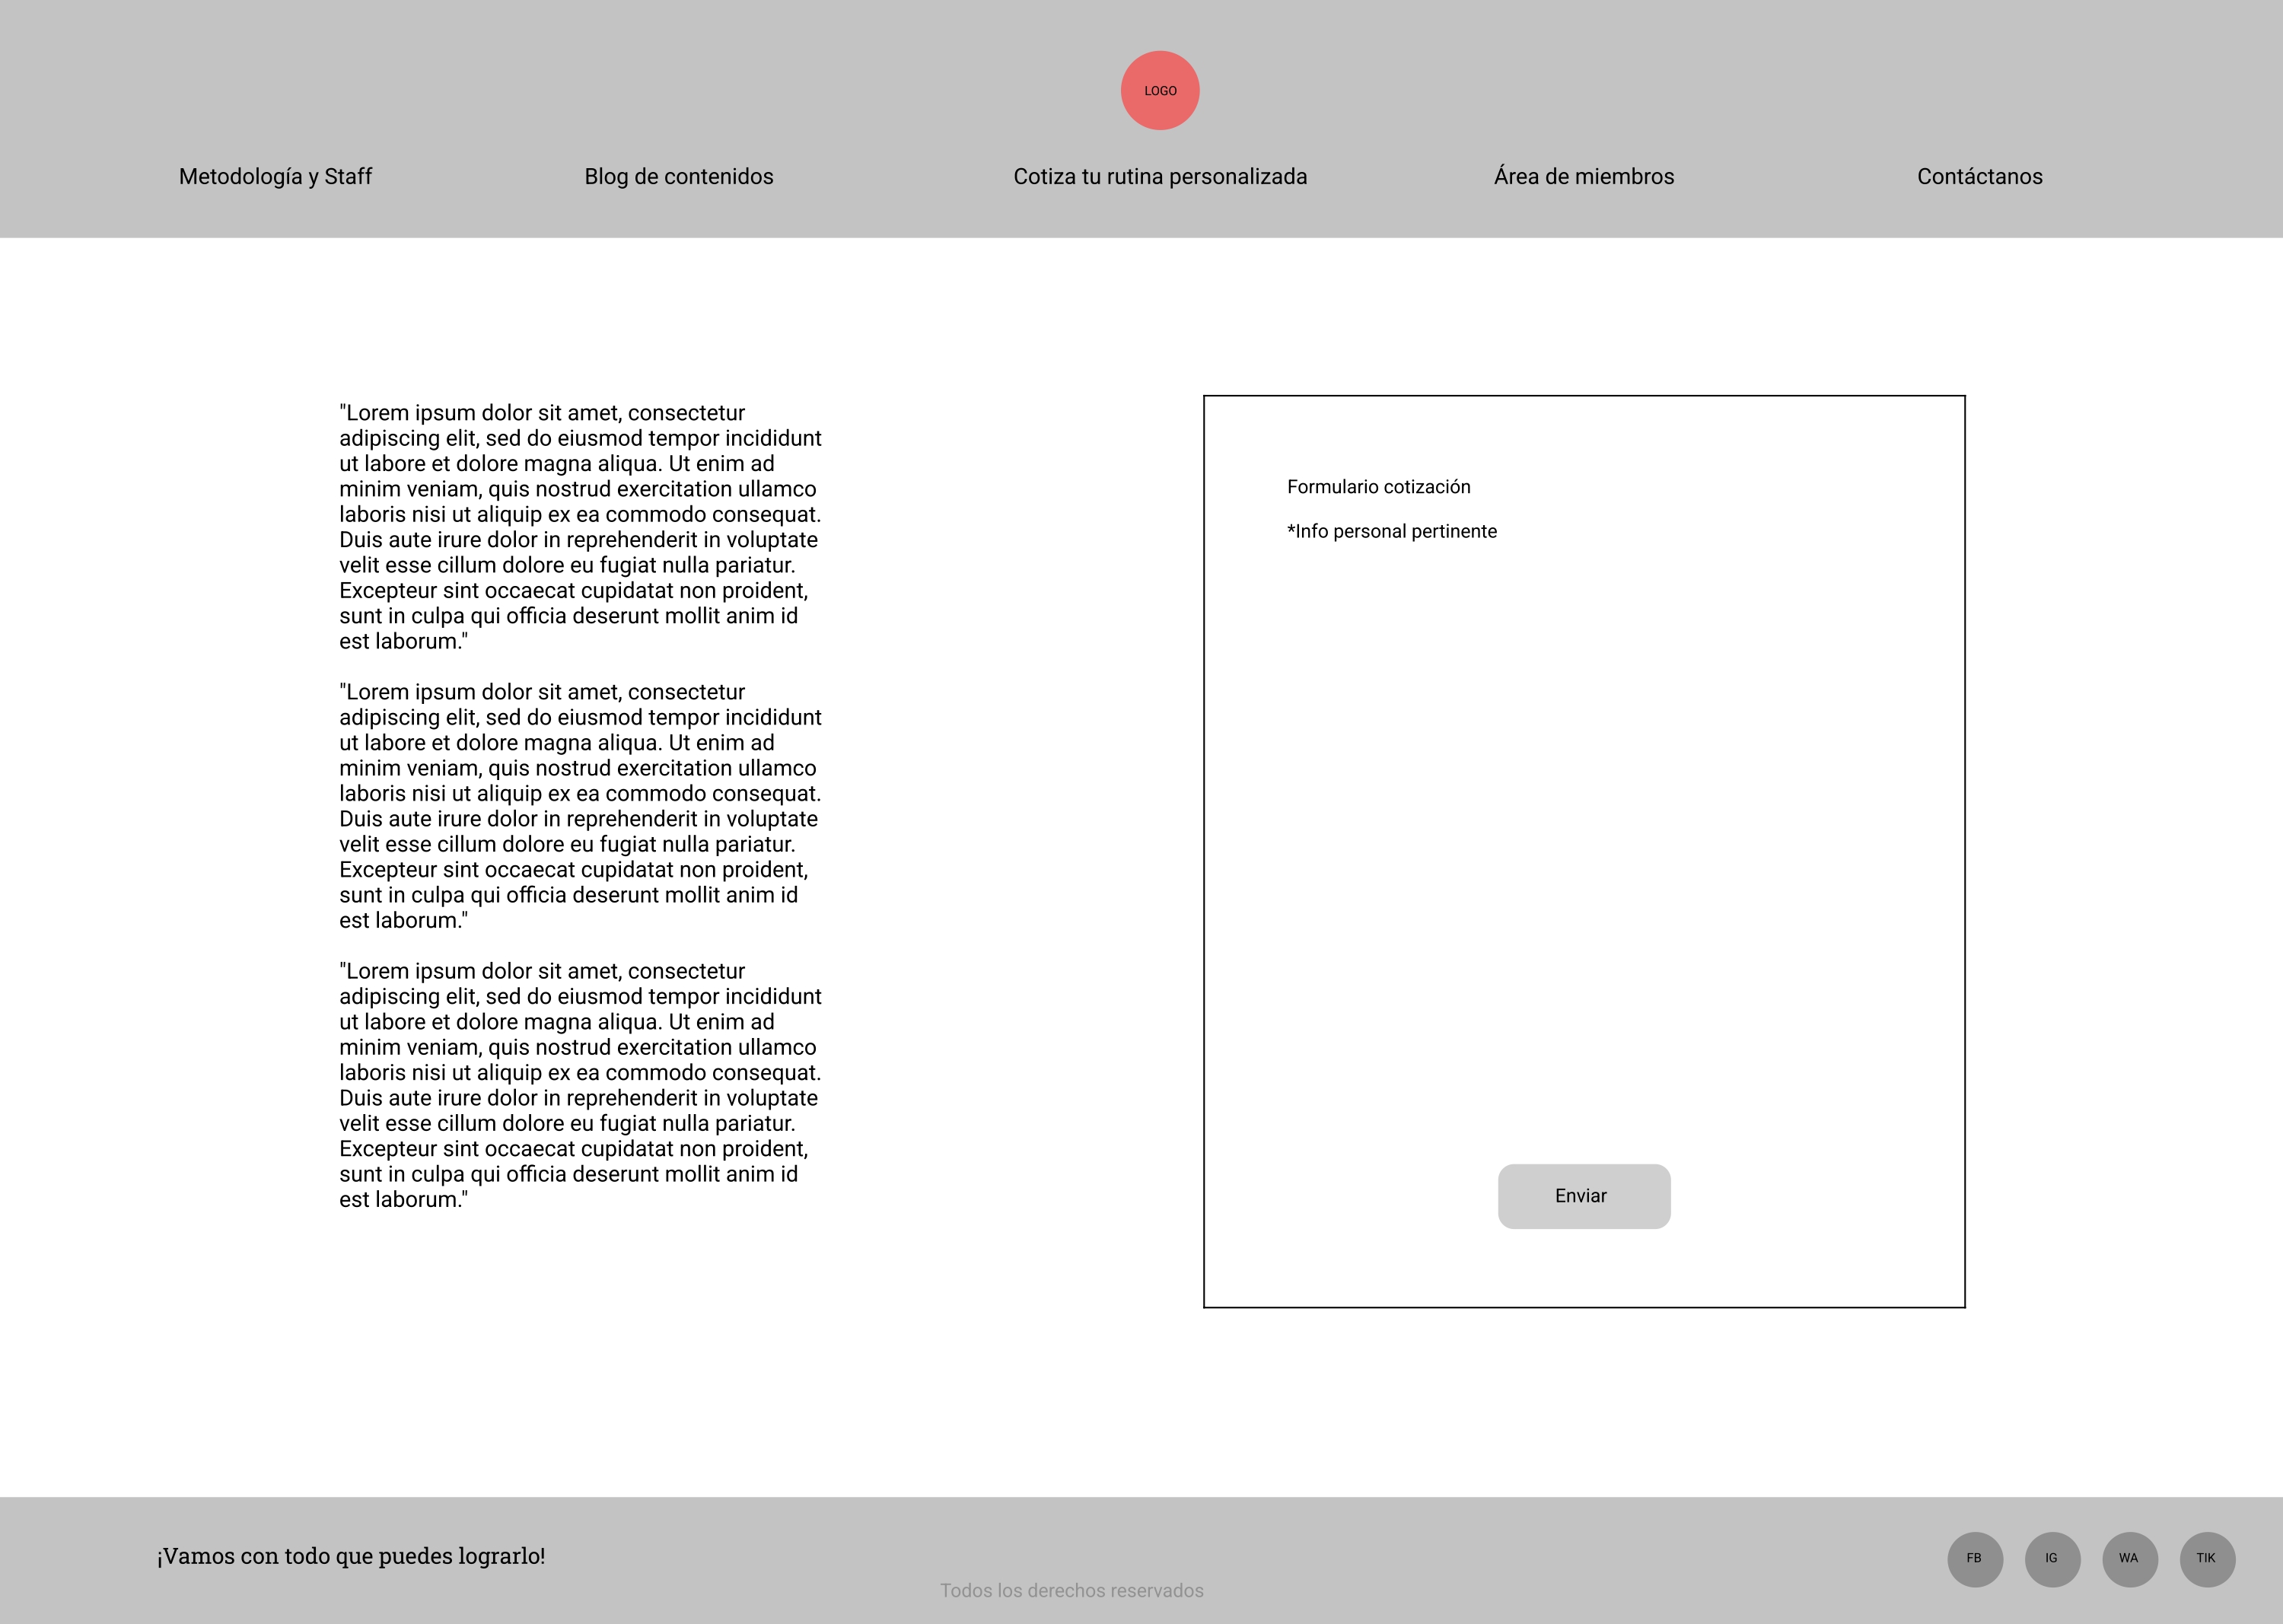 LOGO
Metodología y Staff
Blog de contenidos
Cotiza tu rutina personalizada
Área de miembros
Contáctanos
"Lorem ipsum dolor sit amet, consectetur
adipiscing elit, sed do eiusmod tempor incididunt
ut labore et dolore magna aliqua. Ut enim ad
minim veniam, quis nostrud exercitation ullamco
laboris nisi ut aliquip ex ea commodo consequat.
Duis aute irure dolor in reprehenderit in voluptate
velit esse cillum dolore eu fugiat nulla pariatur.
Excepteur sint occaecat cupidatat non proident,
sunt in culpa qui officia deserunt mollit anim id
est laborum."
"Lorem ipsum dolor sit amet, consectetur
adipiscing elit, sed do eiusmod tempor incididunt
ut labore et dolore magna aliqua. Ut enim ad
minim veniam, quis nostrud exercitation ullamco
laboris nisi ut aliquip ex ea commodo consequat.
Duis aute irure dolor in reprehenderit in voluptate
velit esse cillum dolore eu fugiat nulla pariatur.
Excepteur sint occaecat cupidatat non proident,
sunt in culpa qui officia deserunt mollit anim id
est laborum."
"Lorem ipsum dolor sit amet, consectetur
adipiscing elit, sed do eiusmod tempor incididunt
ut labore et dolore magna aliqua. Ut enim ad
minim veniam, quis nostrud exercitation ullamco
laboris nisi ut aliquip ex ea commodo consequat.
Duis aute irure dolor in reprehenderit in voluptate
velit esse cillum dolore eu fugiat nulla pariatur.
Excepteur sint occaecat cupidatat non proident,
sunt in culpa qui officia deserunt mollit anim id
est laborum."
Formulario cotización
*Info personal pertinente
Enviar
¡Vamos con todo que puedes lograrlo!
Todos los derechos reservados
FB
IG
WA
TIK